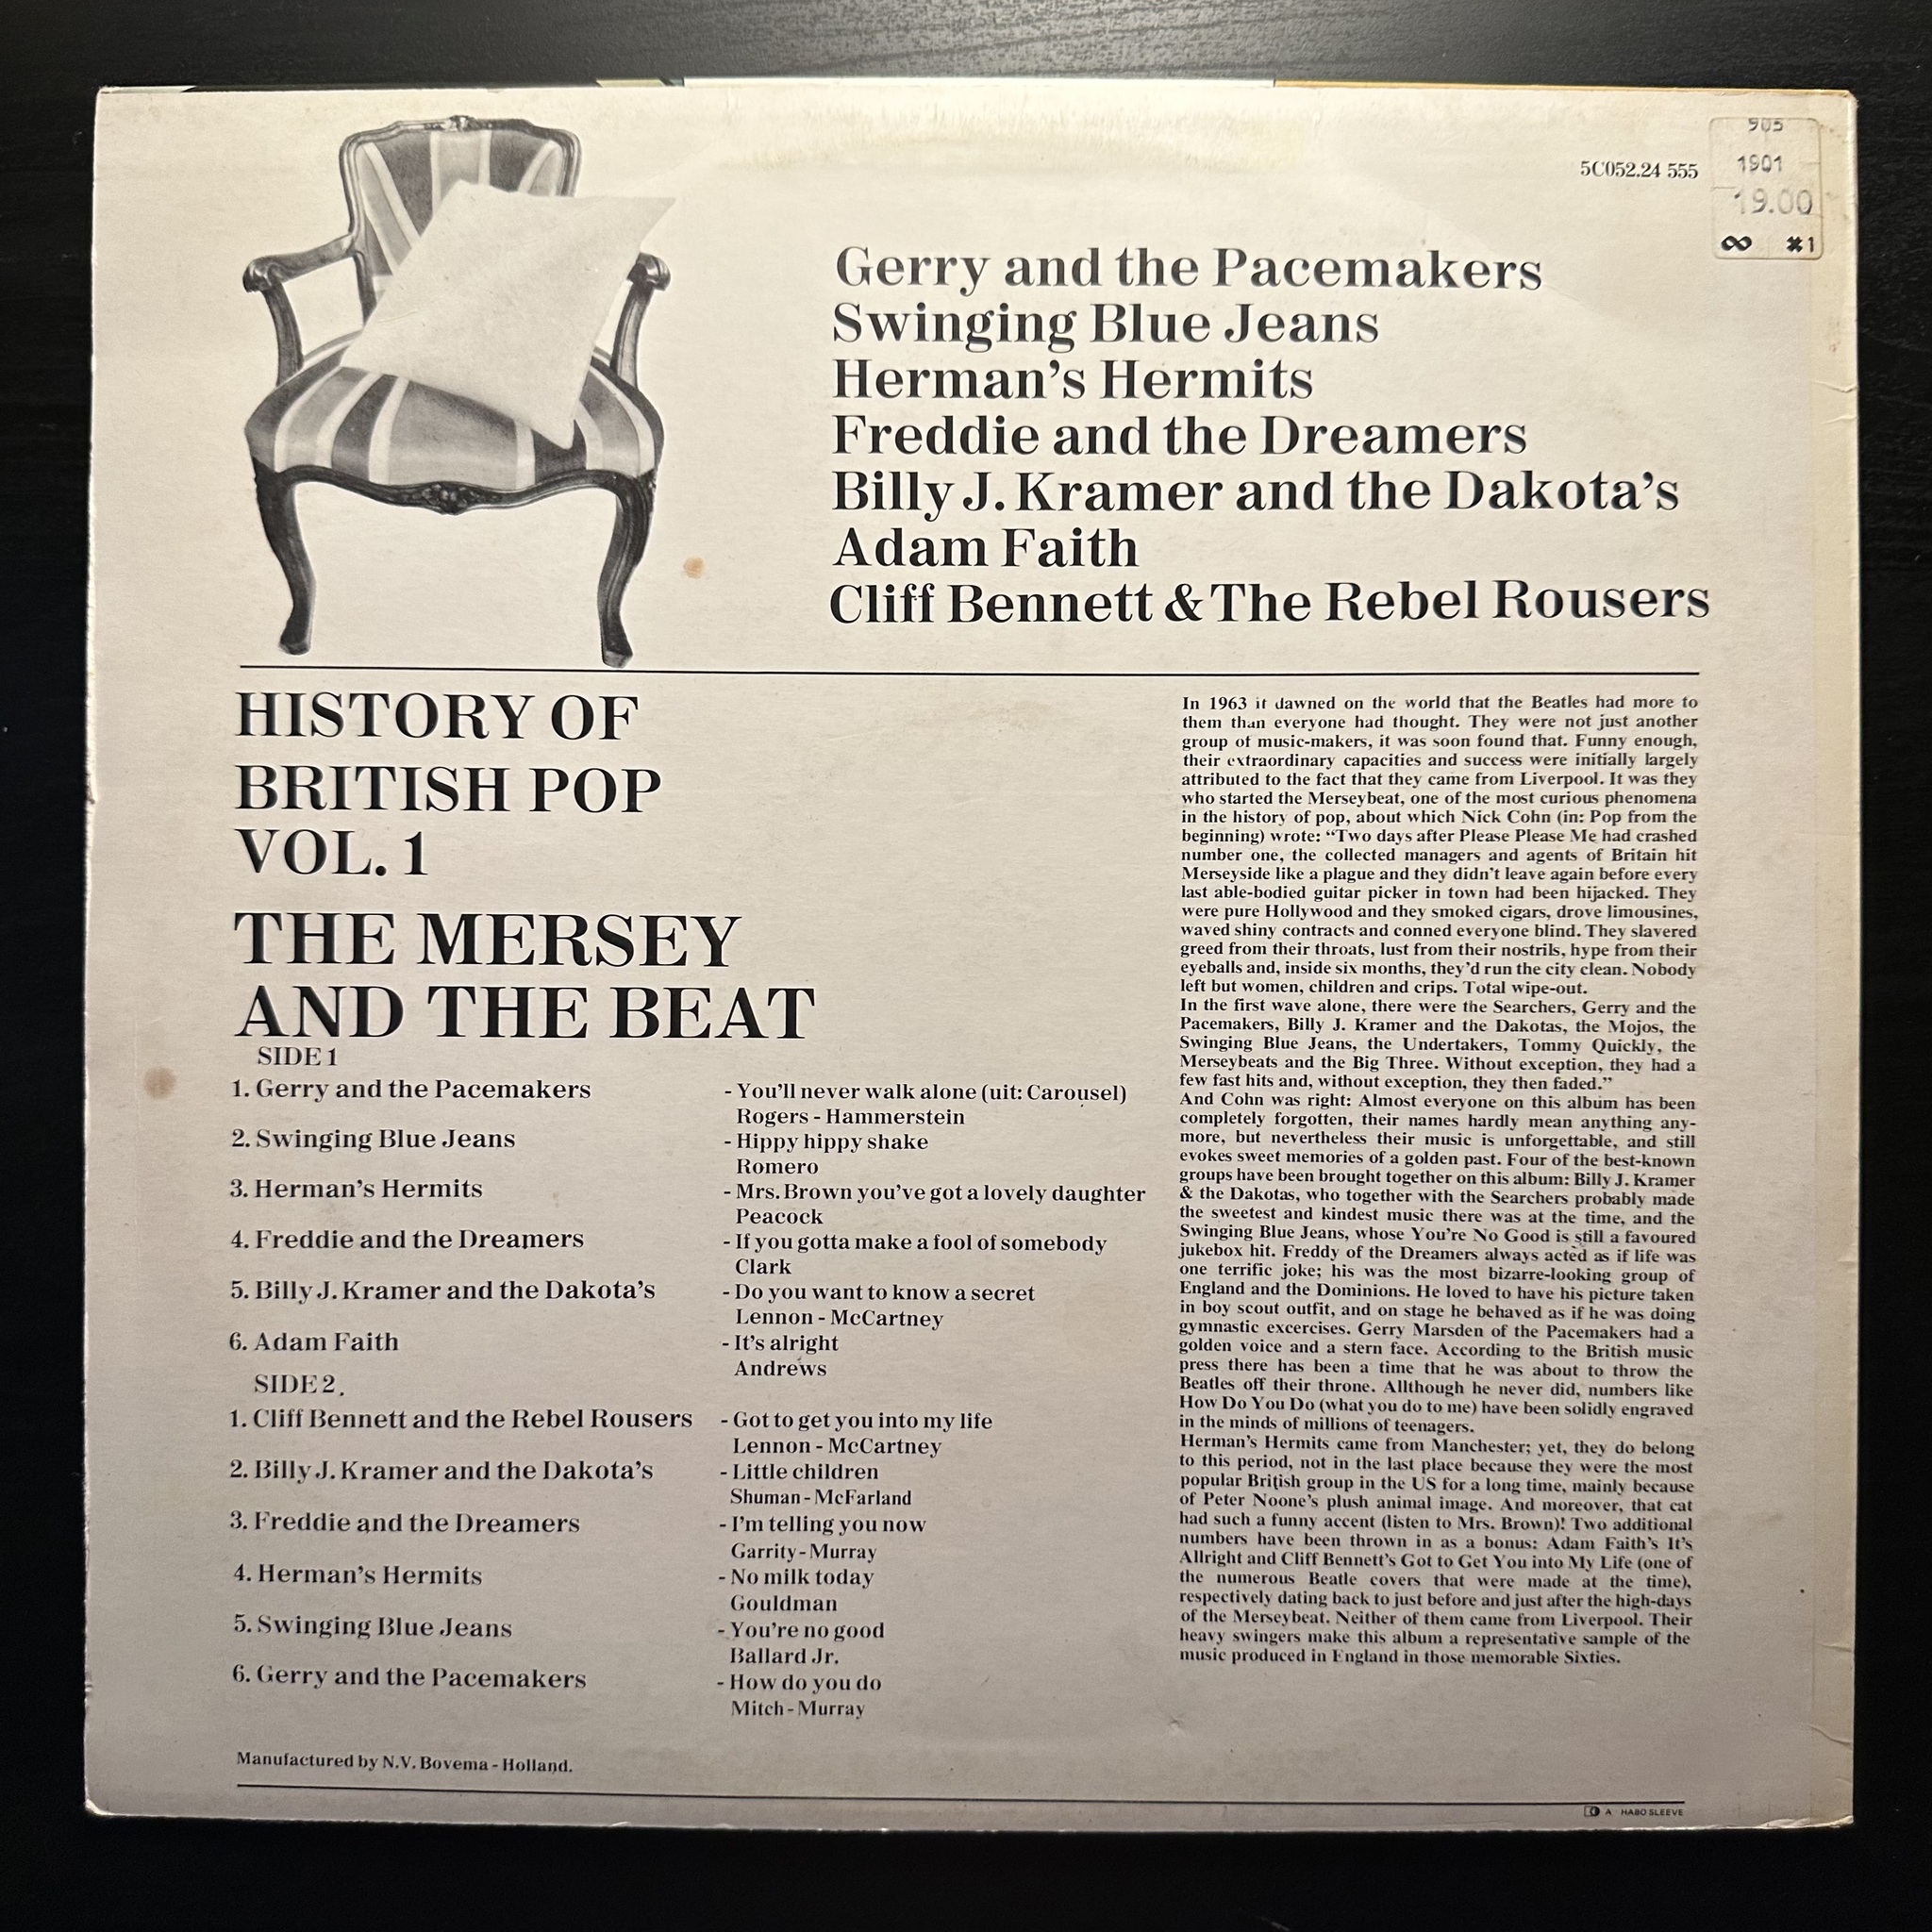 905
1901
19.00
∞ ✖1
5C052.24 555
Gerry and the Pacemakers
Swinging Blue Jeans
Herman's Hermits
Freddie and the Dreamers
Billy J. Kramer and the Dakota's
Adam Faith
Cliff Bennett & The Rebel Rousers
HISTORY OF
BRITISH POP
VOL. 1
THE MERSEY
AND THE BEAT
SIDE 1
1. Gerry and the Pacemakers - You'll never walk alone (uit: Carousel)
Rogers - Hammerstein
2. Swinging Blue Jeans - Hippy hippy shake
Romero
3. Herman's Hermits - Mrs. Brown you've got a lovely daughter
Peacock
4. Freddie and the Dreamers - If you gotta make a fool of somebody
Clark
5. Billy J. Kramer and the Dakota's - Do you want to know a secret
Lennon - McCartney
6. Adam Faith - It's alright
Andrews
SIDE 2.
1. Cliff Bennett and the Rebel Rousers - Got to get you into my life
Lennon - McCartney
2. Billy J. Kramer and the Dakota's - Little children
Shuman - McFarland
3. Freddie and the Dreamers - I'm telling you now
Garrity - Murray
4. Herman's Hermits - No milk today
Gouldman
5. Swinging Blue Jeans - You're no good
Ballard Jr.
6. Gerry and the Pacemakers - How do you do
Mitch - Murray
In 1963 it dawned on the world that the Beatles had more to
them than everyone had thought. They were not just another
group of music-makers, it was soon found that. Funny enough,
their extraordinary capacities and success were initially largely
attributed to the fact that they came from Liverpool. It was they
who started the Merseybeat, one of the most curious phenomena
in the history of pop, about which Nick Cohn (in: Pop from the
beginning) wrote: "Two days after Please Please Me had crashed
number one, the collected managers and agents of Britain hit
Merseyside like a plague and they didn't leave again before every
last able-bodied guitar picker in town had been hijacked. They
were pure Hollywood and they smoked cigars, drove limousines,
waved shiny contracts and conned everyone blind. They slavered
greed from their throats, lust from their nostrils, hype from their
eyeballs and, inside six months, they'd run the city clean. Nobody
left but women, children and crips. Total wipe-out.
In the first wave alone, there were the Searchers, Gerry and the
Pacemakers, Billy J. Kramer and the Dakotas, the Mojos, the
Swinging Blue Jeans, the Undertakers, Tommy Quickly, the
Merseybeats and the Big Three. Without exception, they had a
few fast hits and, without exception, they then faded."
And Cohn was right: Almost everyone on this album has been
completely forgotten, their names hardly mean anything any-
more, but nevertheless their music is unforgettable, and still
evokes sweet memories of a golden past. Four of the best-known
groups have been brought together on this album: Billy J. Kramer
& the Dakotas, who together with the Searchers probably made
the sweetest and kindest music there was at the time, and the
Swinging Blue Jeans, whose You're No Good is still a favoured
jukebox hit. Freddy of the Dreamers always acted as if life was
one terrific joke; his was the most bizarre-looking group of
England and the Dominions. He loved to have his picture taken
in boy scout outfit, and on stage he behaved as if he was doing
gymnastic excercises. Gerry Marsden of the Pacemakers had a
golden voice and a stern face. According to the British music
press there has been a time that he was about to throw the
Beatles off their throne. Allthough he never did, numbers like
How Do You Do (what you do to me) have been solidly engraved
in the minds of millions of teenagers.
Herman's Hermits came from Manchester; yet, they do belong
to this period, not in the last place because they were the most
popular British group in the US for a long time, mainly because
of Peter Noone's plush animal image. And moreover, that cat
had such a funny accent (listen to Mrs. Brown)! Two additional
numbers have been thrown in as a bonus: Adam Faith's It's
Allright and Cliff Bennett's Got to Get You into My Life (one of
the numerous Beatle covers that were made at the time),
respectively dating back to just before and just after the high-days
of the Merseybeat. Neither of them came from Liverpool. Their
heavy swingers make this album a representative sample of the
music produced in England in those memorable Sixties.
Manufactured by N.V. Bovema - Holland.
A HABO SLEEVE